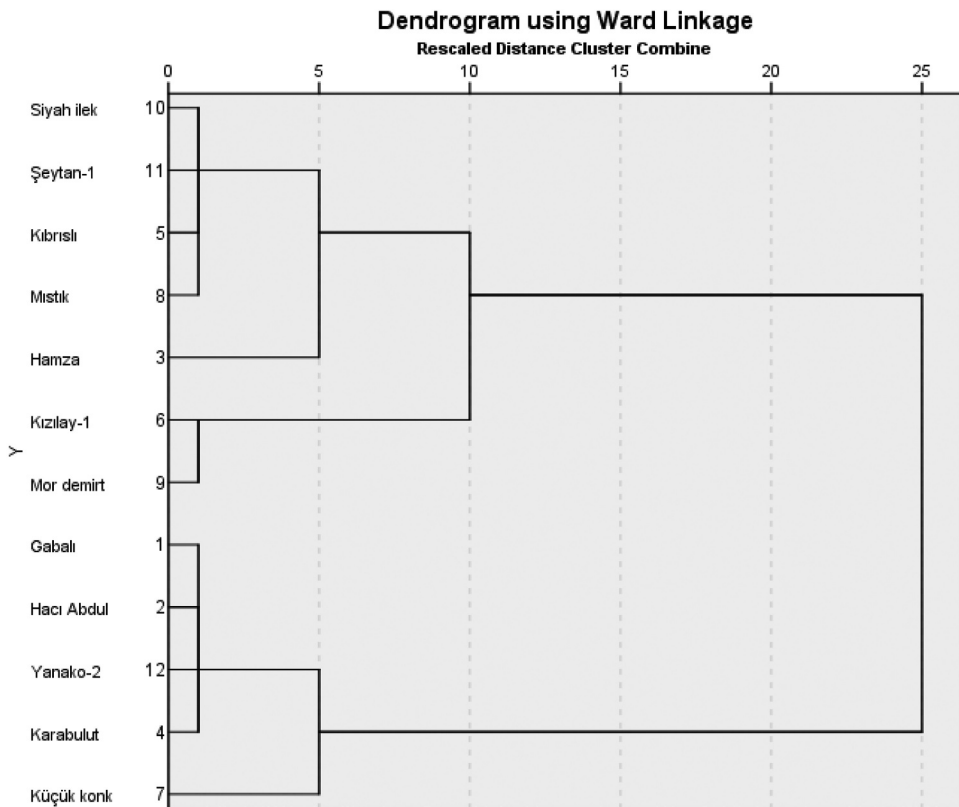 Dendrogram using Ward Linkage
Rescaled Distance Cluster Combine
0 5 10 15 20 25
Siyah ilek 10
Şeytan-1 11
Kıbrıslı 5
Mıstık 8
Hamza 3
Kızılay-1 6
Y
Mor demirt 9
Gabalı 1
Hacı Abdul 2
Yanako-2 12
Karabulut 4
Küçük konk 7